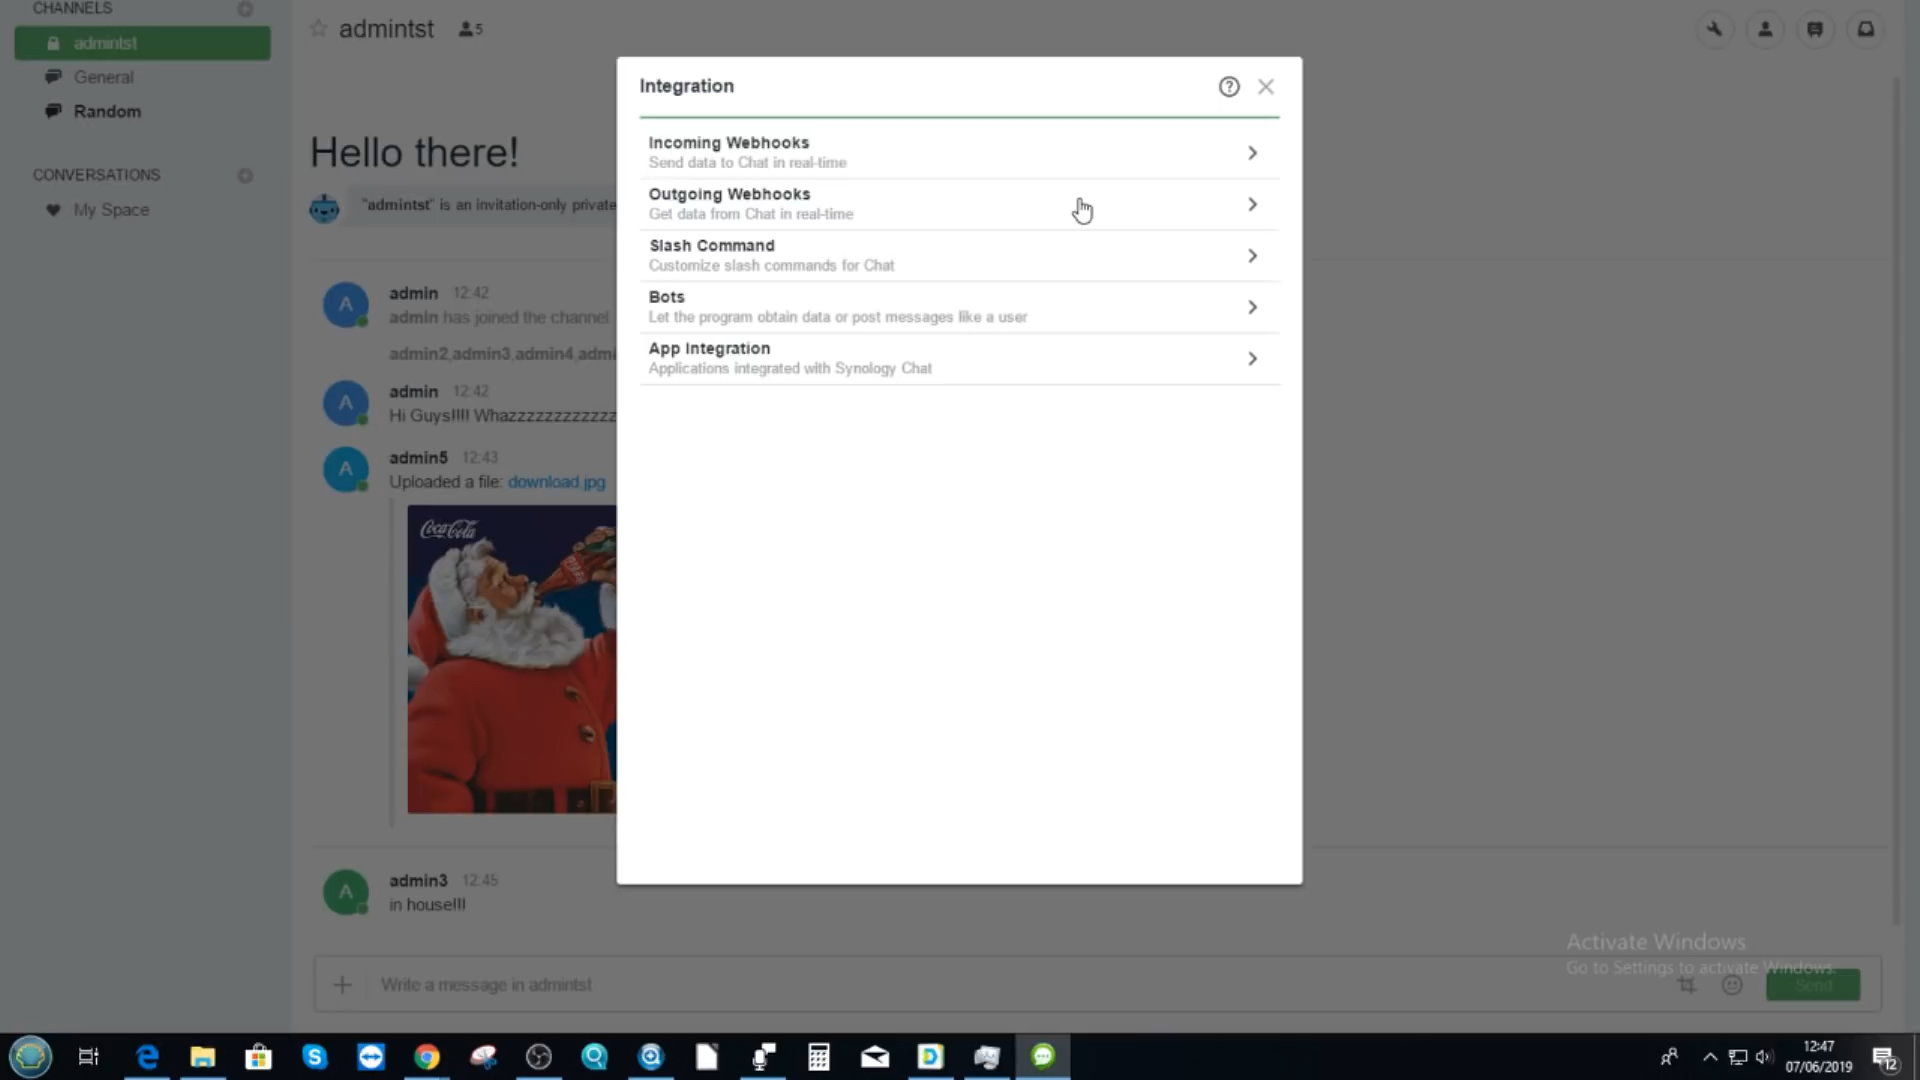 CHANNELS
admintst
General
Random
CONVERSATIONS
My Space
admintst
5
Hello there!
"admintst" is an invitation-only private
A
admin 12:42
admin has joined the channel
admin2,admin3,admin4,admi
A
admin 12:42
Hi Guys!!!! Whazzzzzzzzzzzz
A
admin5 12:43
Uploaded a file: download.jpg
Coca-Cola
A
admin3 12:45
in house!!!
Write a message in admintst
Send
Integration
Incoming Webhooks
Send data to Chat in real-time
Outgoing Webhooks
Get data from Chat in real-time
Slash Command
Customize slash commands for Chat
Bots
Let the program obtain data or post messages like a user
App Integration
Applications integrated with Synology Chat
Activate Windows
Go to Settings to activate Windows.
12:47
07/06/2019
12